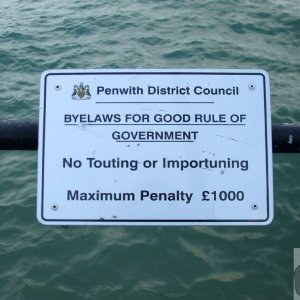 Penwith District Council
BYELAWS FOR GOOD RULE OF
GOVERNMENT
No Touting or Importuning
Maximum Penalty £1000